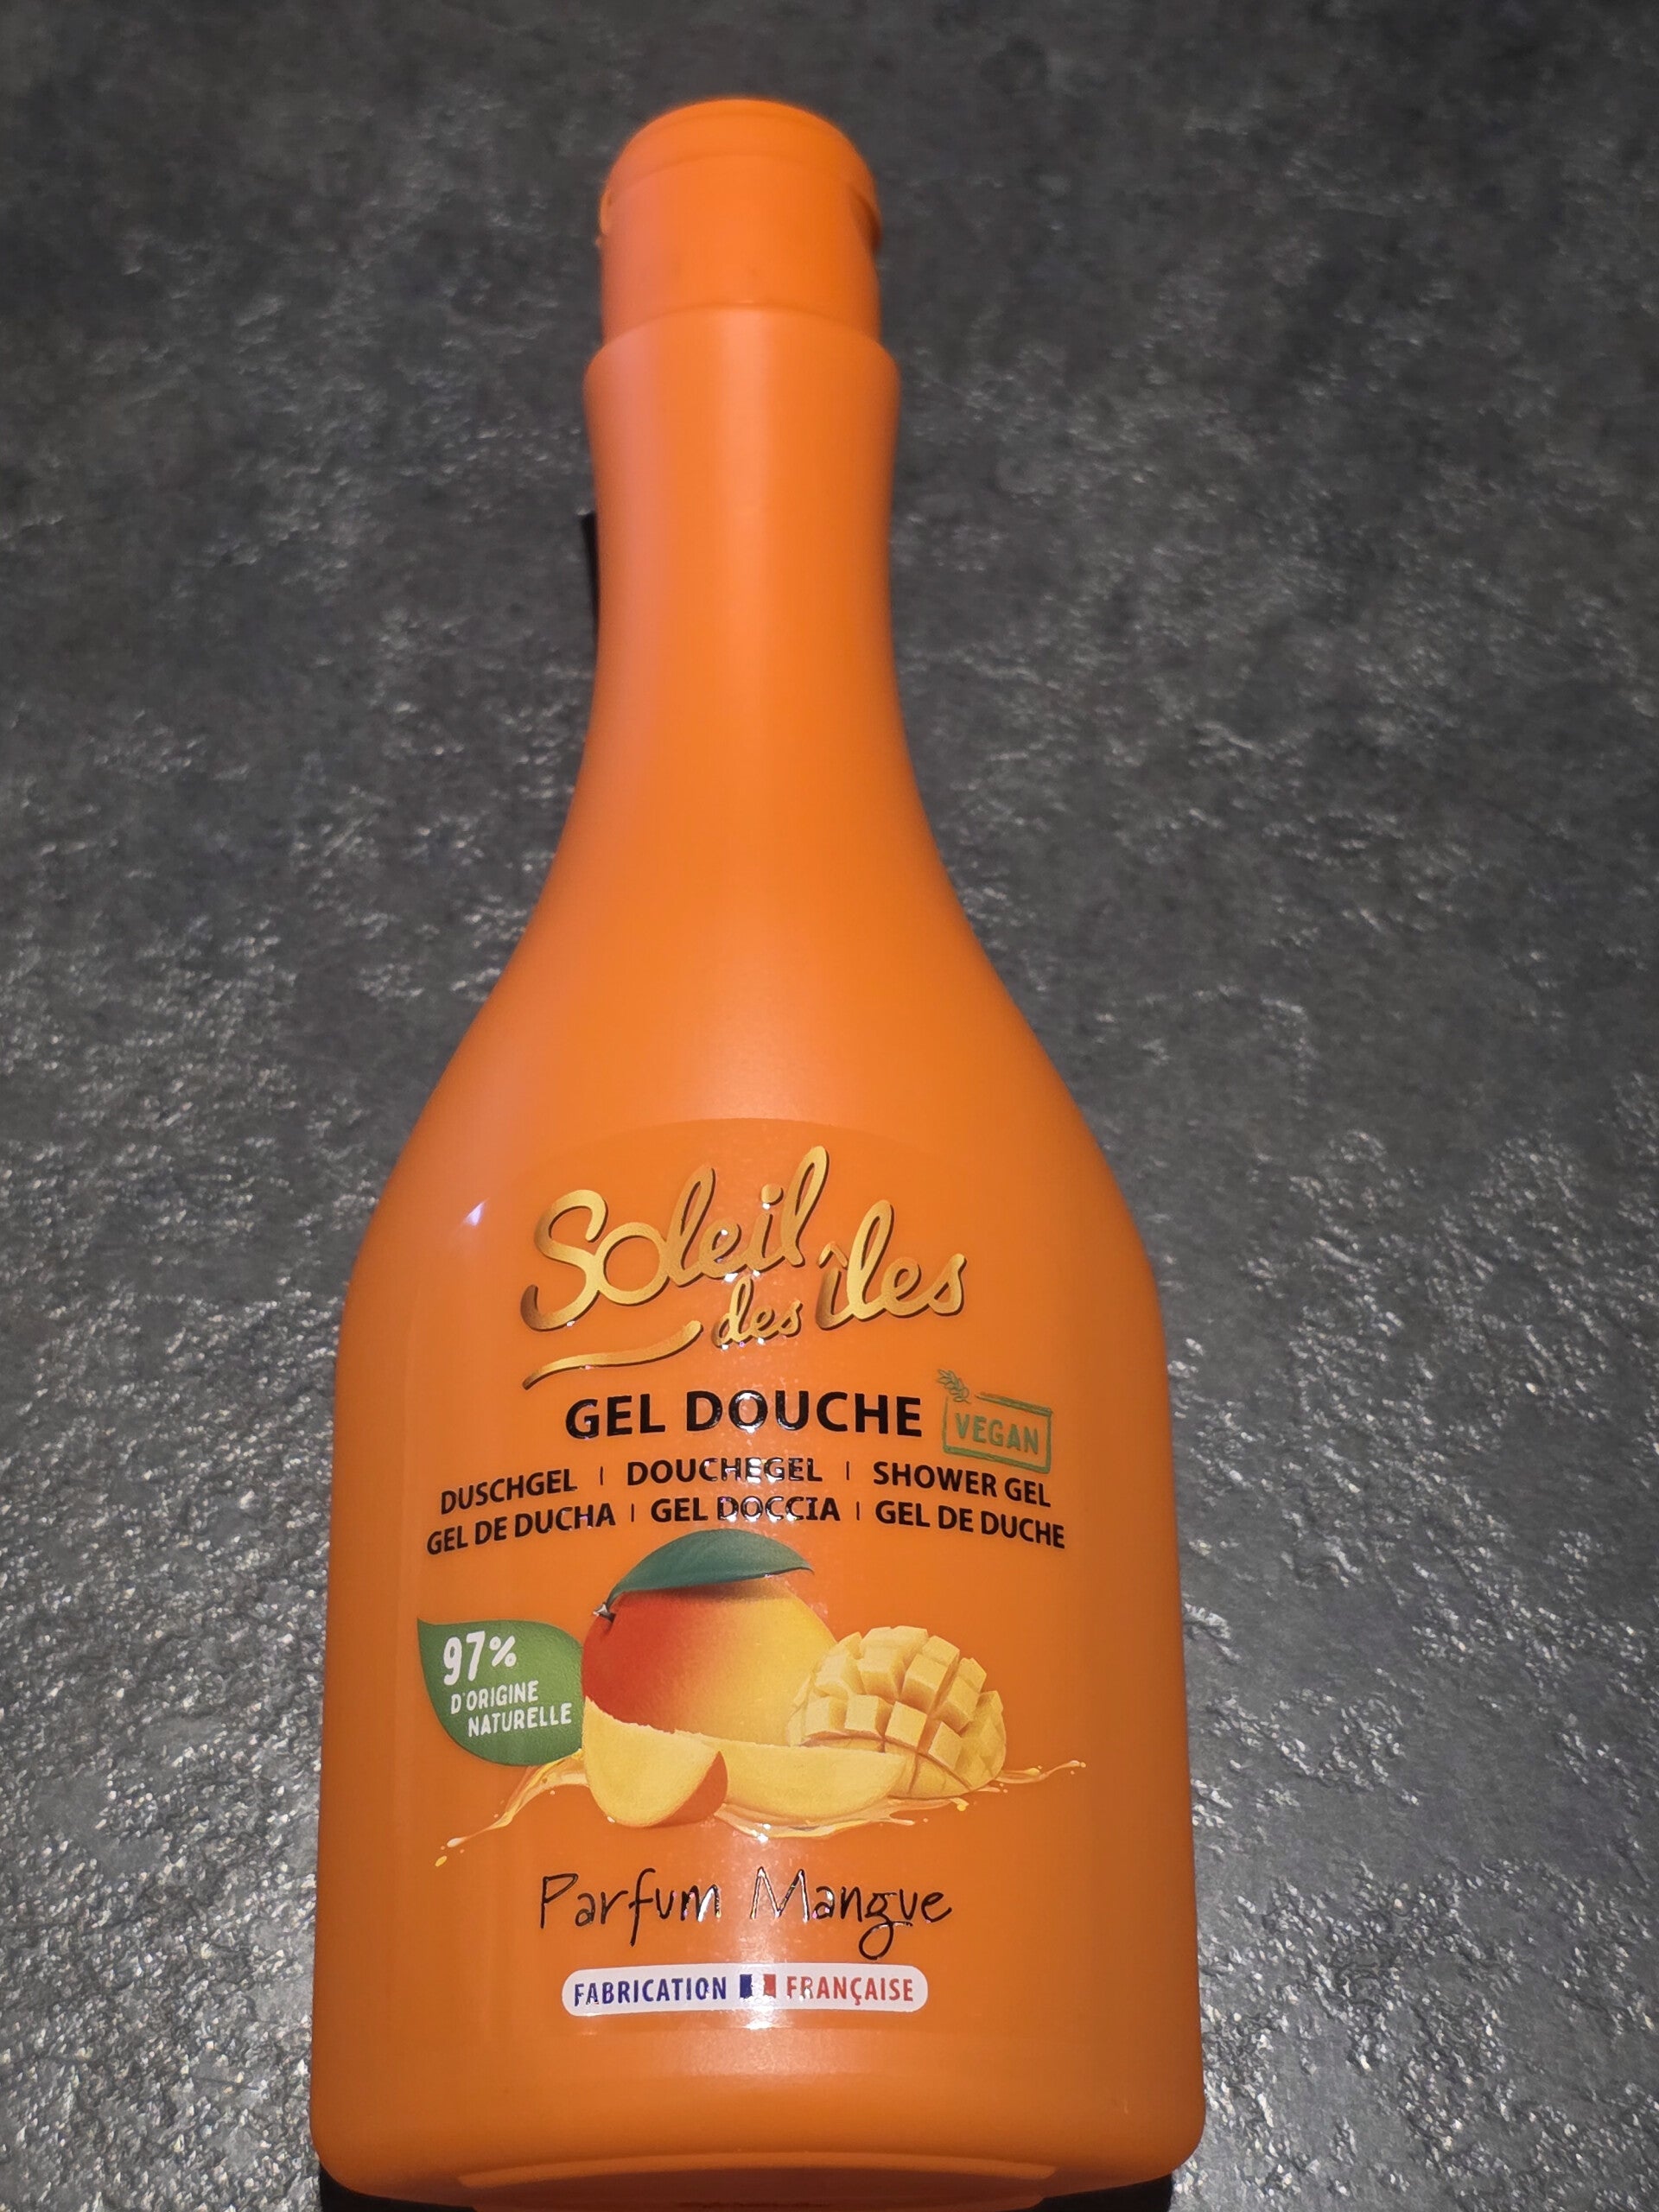 Soleil
des îles
GEL DOUCHE
VEGAN
DUSCHGEL | DOUCHEGEL | SHOWER GEL
GEL DE DUCHA | GEL DOCCIA | GEL DE DUCHE
97%
D'ORIGINE
NATURELLE
Parfum Mangue
FABRICATION FRANÇAISE